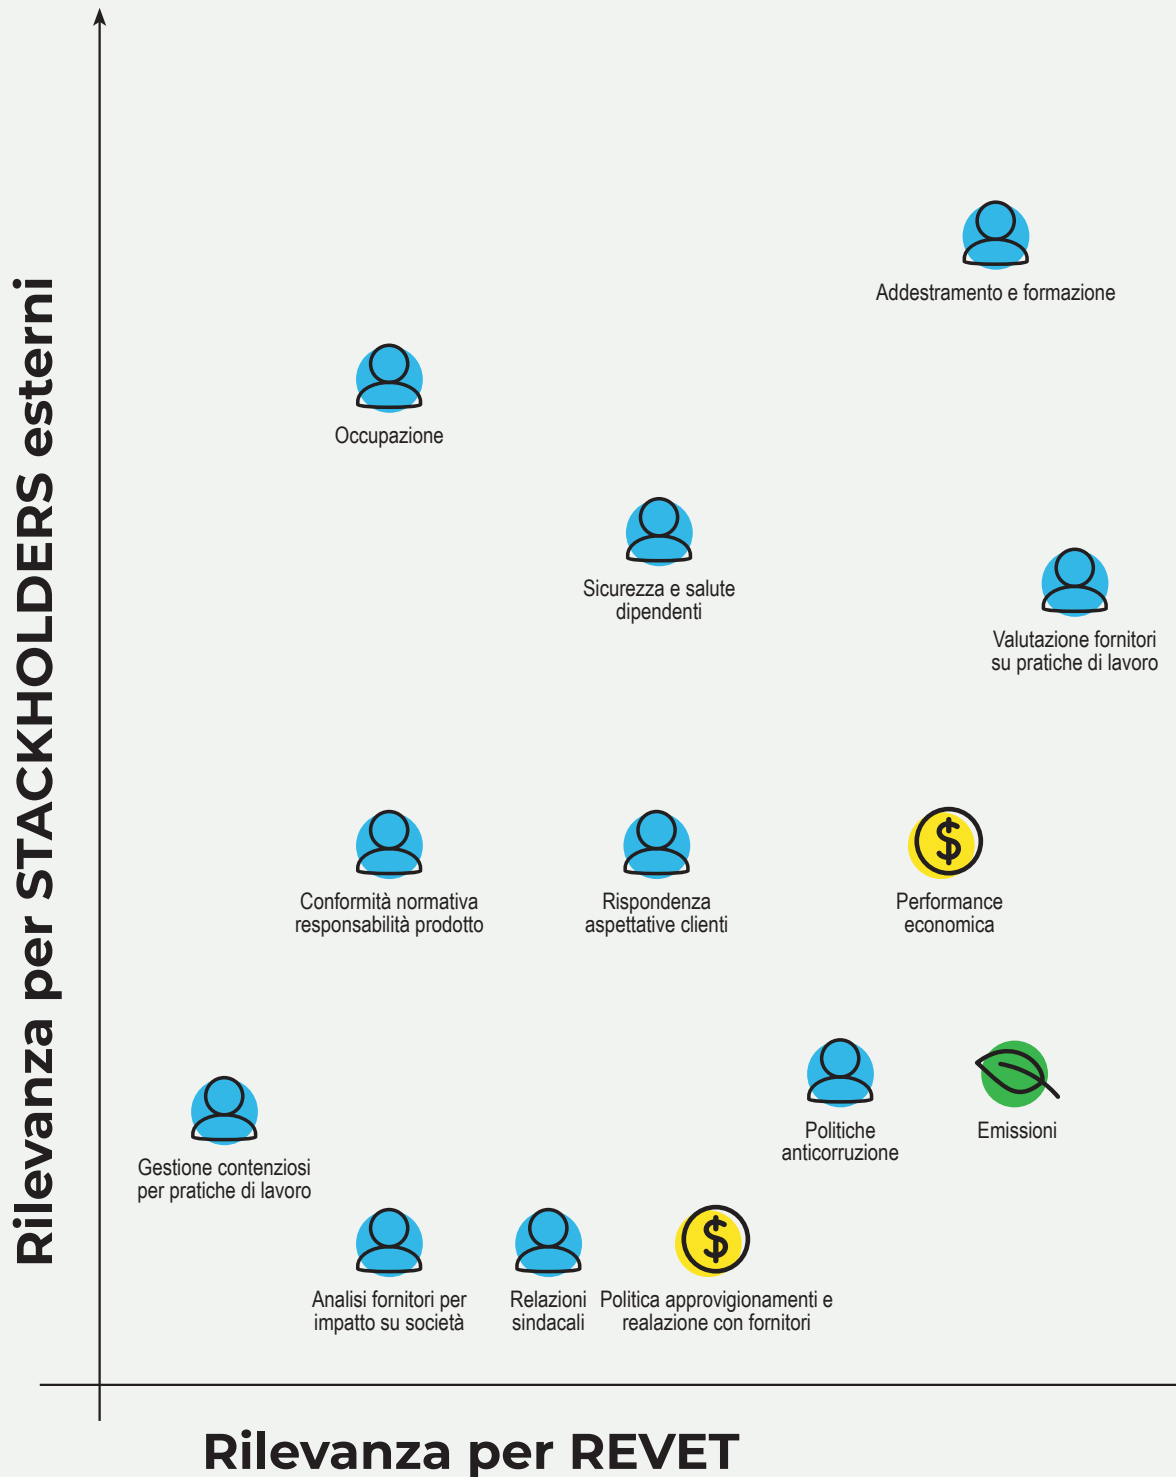 Rilevanza per STACKHOLDERS esterni
Addestramento e formazione
Occupazione
Sicurezza e salute
dipendenti
Valutazione fornitori
su pratiche di lavoro
Conformità normativa
responsabilità prodotto
Rispondenza
aspettative clienti
Performance
economica
Politiche
anticorruzione
Emissioni
Gestione contenziosi
per pratiche di lavoro
Analisi fornitori per
impatto su società
Relazioni
sindacali
Politica approvigionamenti e
realazione con fornitori
Rilevanza per REVET